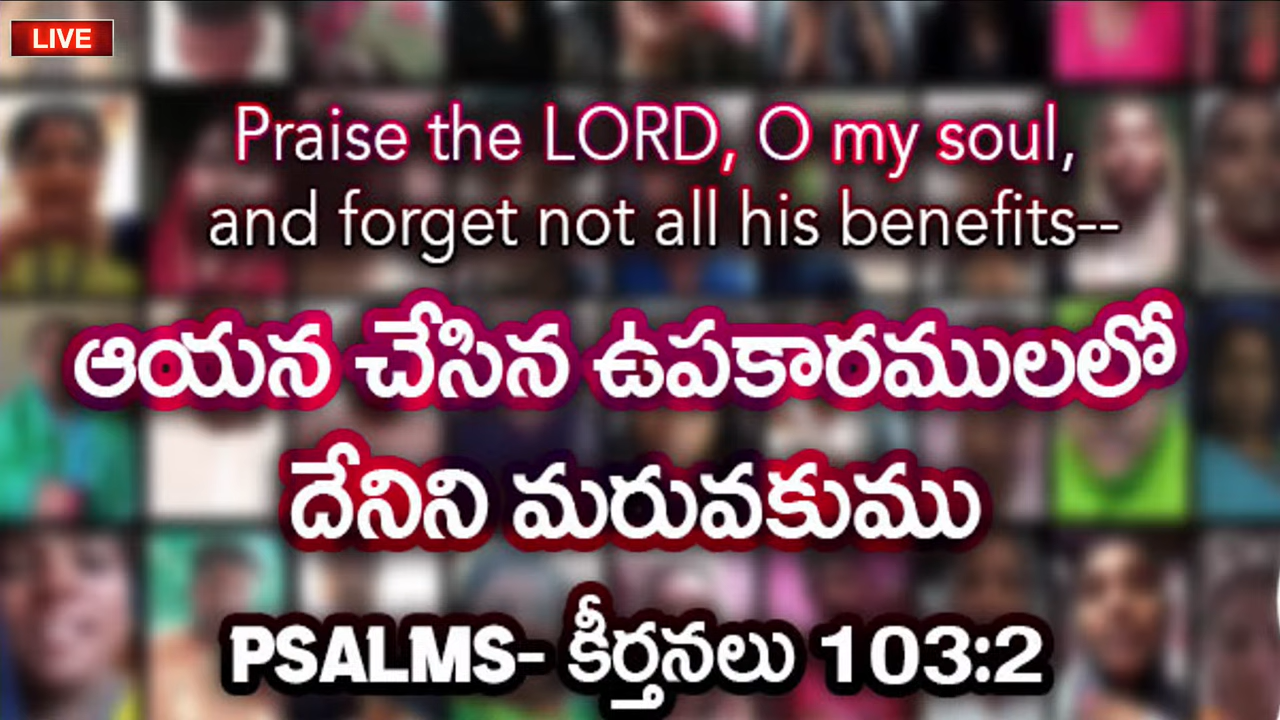 LIVE
Praise the LORD, O my soul,
and forget not all his benefits--
ఆయన చేసిన ఉపకారములలో
దేనిని మరువకుము
PSALMS- కీర్తనలు 103:2